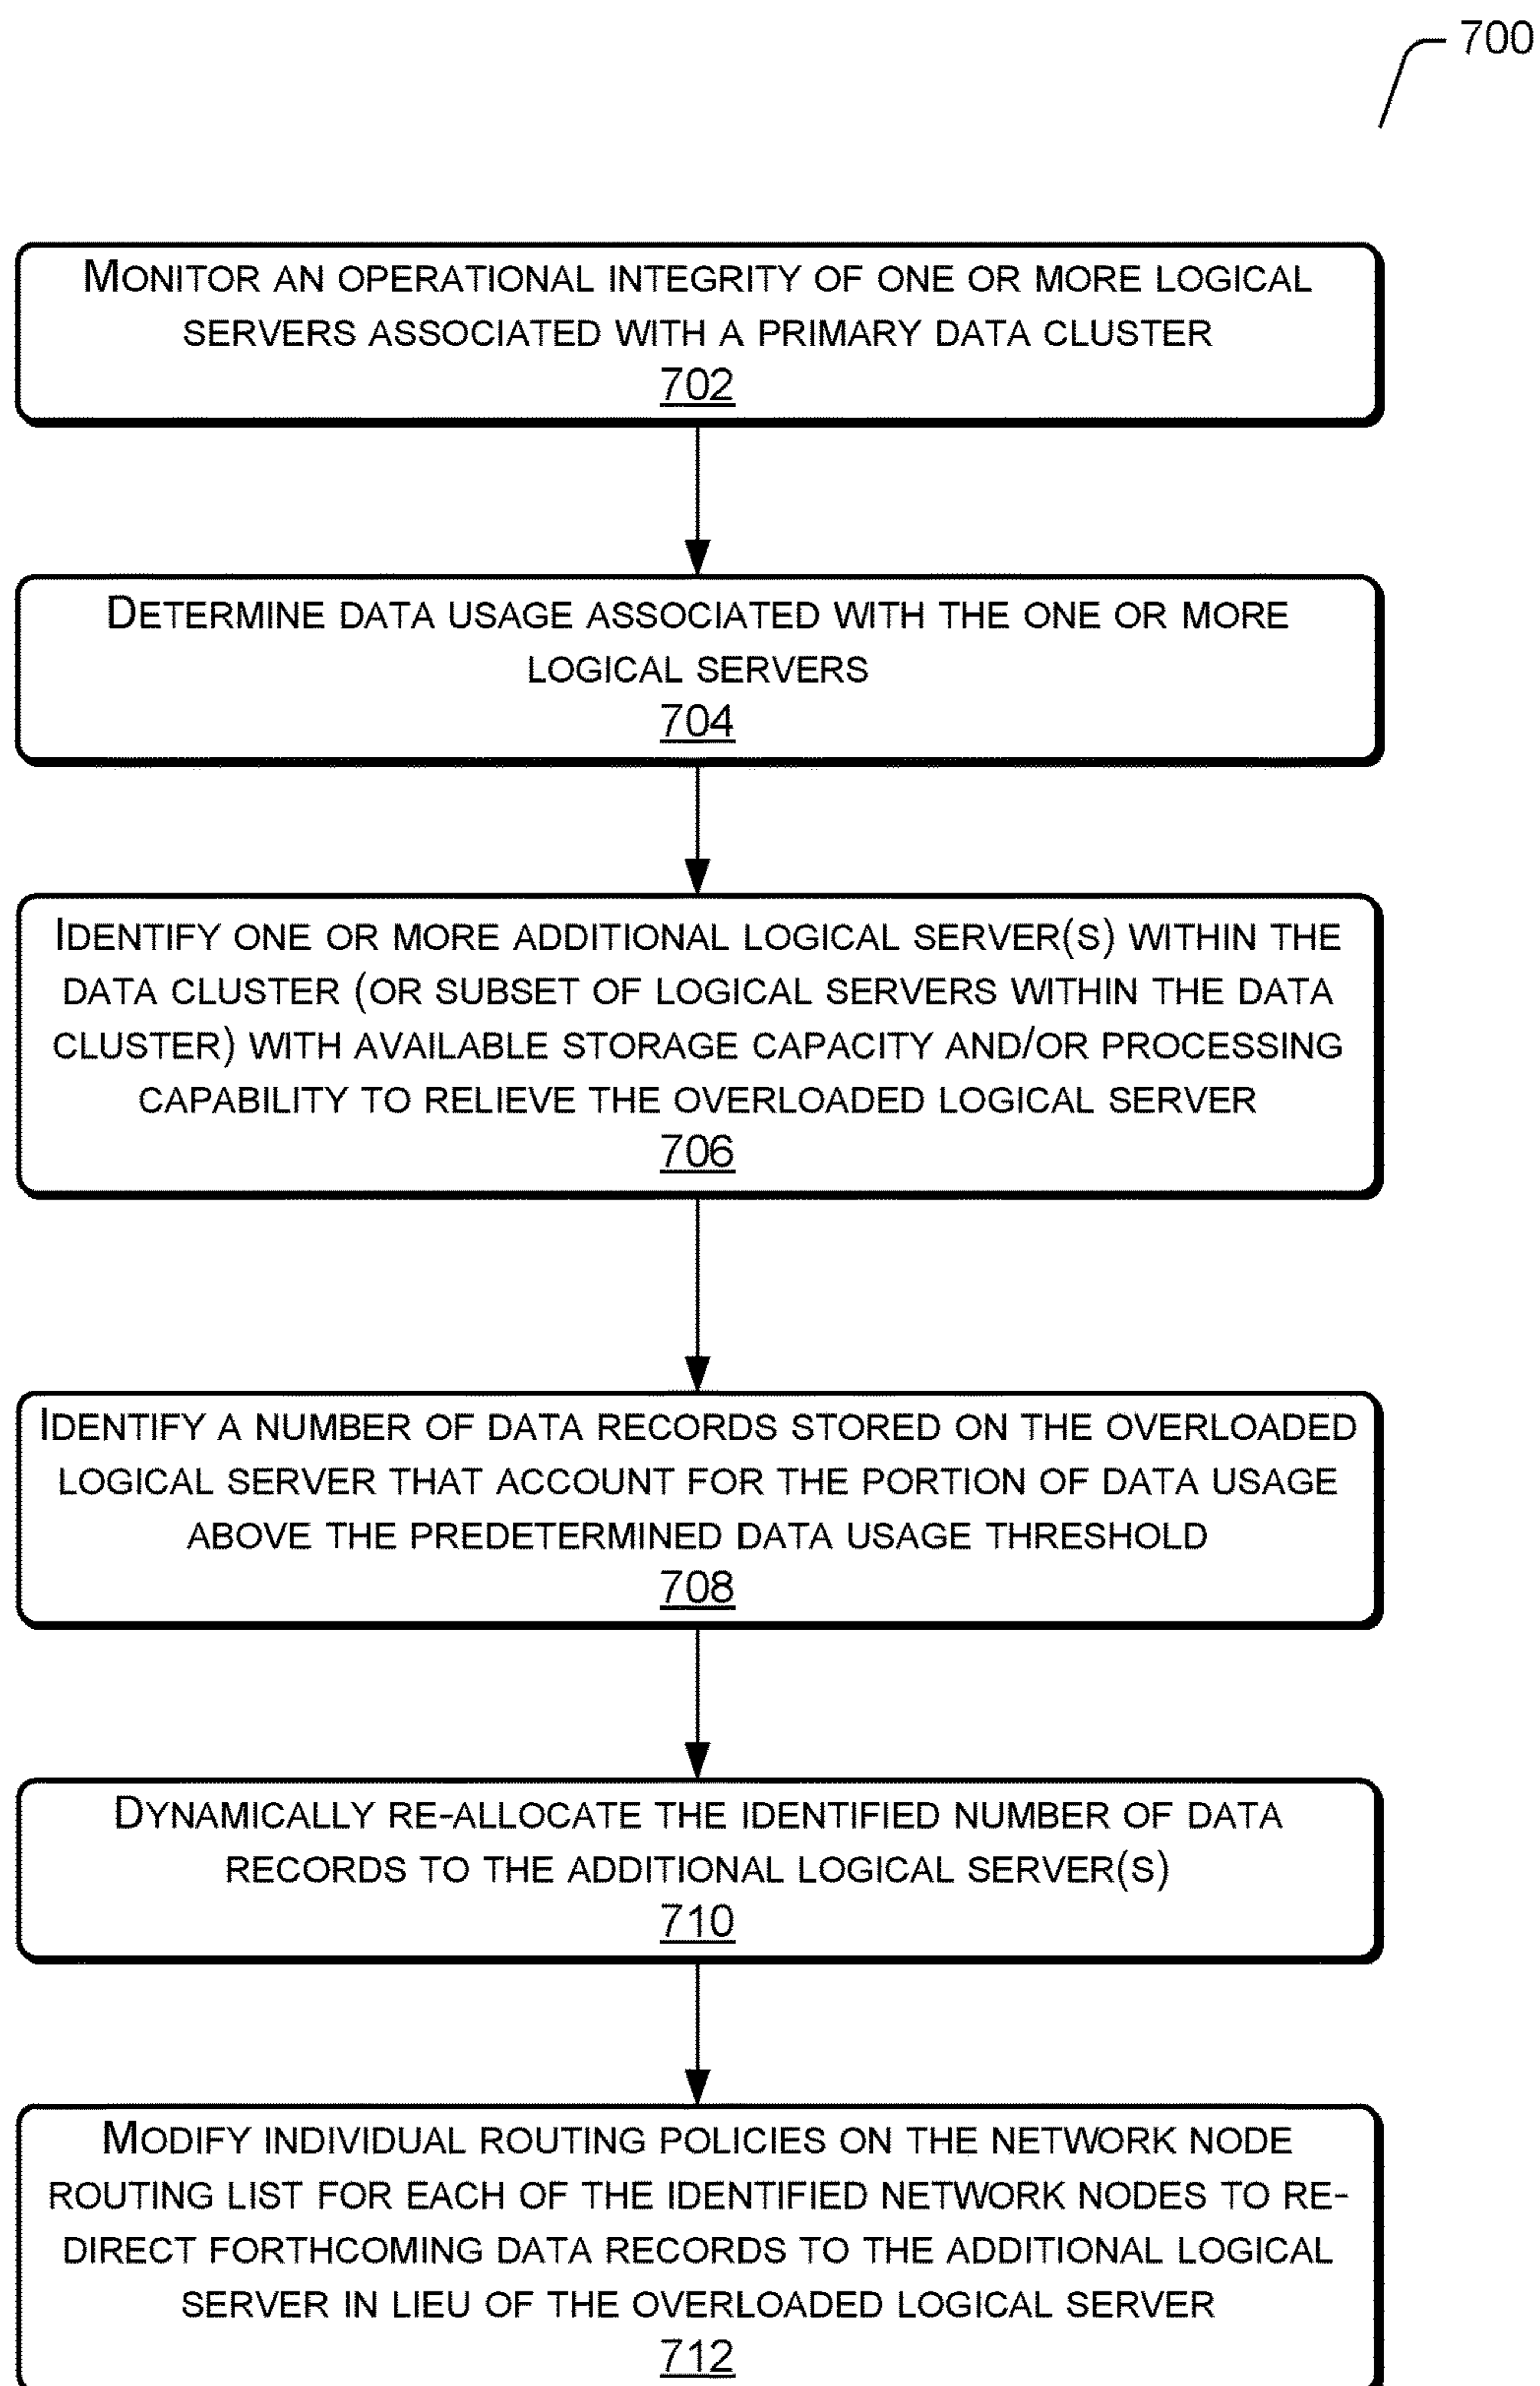 700
MONITOR AN OPERATIONAL INTEGRITY OF ONE OR MORE LOGICAL
SERVERS ASSOCIATED WITH A PRIMARY DATA CLUSTER
702
DETERMINE DATA USAGE ASSOCIATED WITH THE ONE OR MORE
LOGICAL SERVERS
704
IDENTIFY ONE OR MORE ADDITIONAL LOGICAL SERVER(S) WITHIN THE
DATA CLUSTER (OR SUBSET OF LOGICAL SERVERS WITHIN THE DATA
CLUSTER) WITH AVAILABLE STORAGE CAPACITY AND/OR PROCESSING
CAPABILITY TO RELIEVE THE OVERLOADED LOGICAL SERVER
706
IDENTIFY A NUMBER OF DATA RECORDS STORED ON THE OVERLOADED
LOGICAL SERVER THAT ACCOUNT FOR THE PORTION OF DATA USAGE
ABOVE THE PREDETERMINED DATA USAGE THRESHOLD
708
DYNAMICALLY RE-ALLOCATE THE IDENTIFIED NUMBER OF DATA
RECORDS TO THE ADDITIONAL LOGICAL SERVER(S)
710
MODIFY INDIVIDUAL ROUTING POLICIES ON THE NETWORK NODE
ROUTING LIST FOR EACH OF THE IDENTIFIED NETWORK NODES TO RE-
DIRECT FORTHCOMING DATA RECORDS TO THE ADDITIONAL LOGICAL
SERVER IN LIEU OF THE OVERLOADED LOGICAL SERVER
712